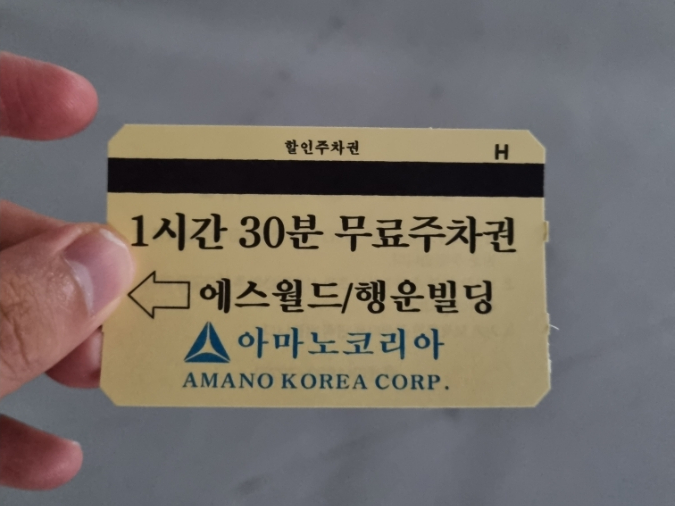 할인주차권
H
1시간 30분 무료주차권
에스월드/행운빌딩
아마노코리아
AMANO KOREA CORP.